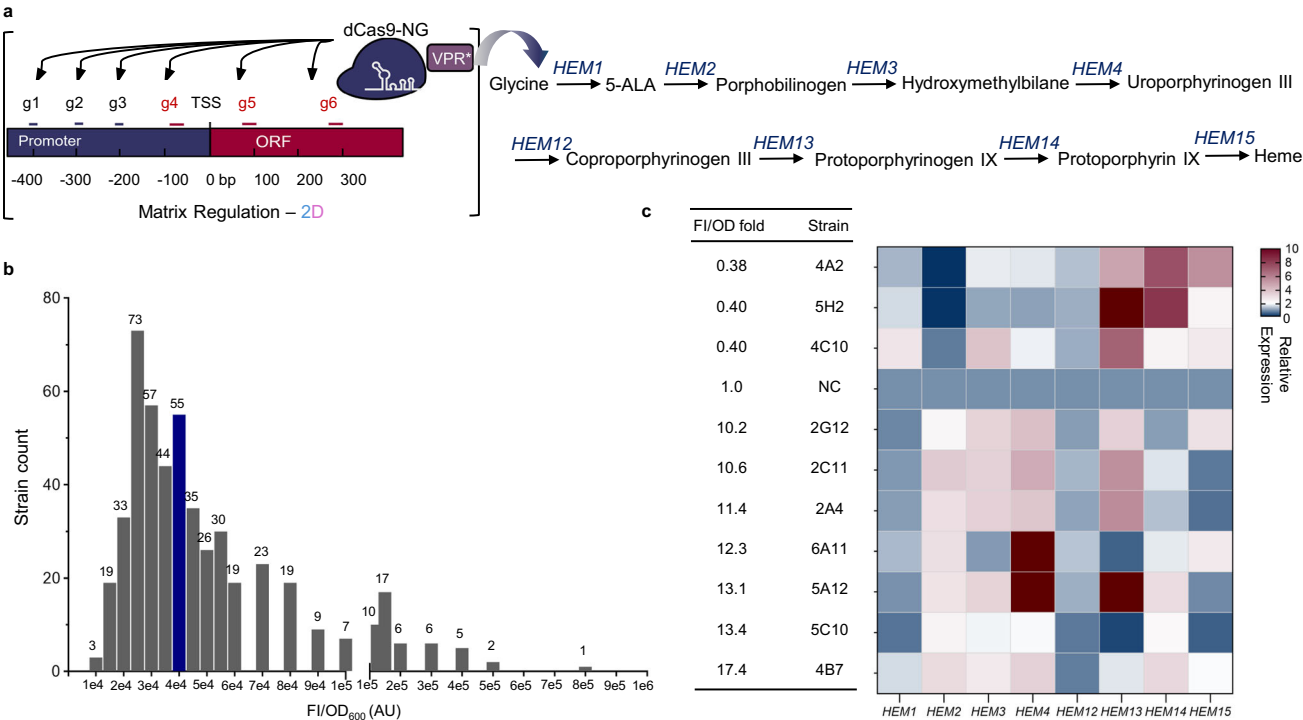 a
dCas9-NG
VPR*
g1 g2 g3 g4 TSS g5 g6
Promoter ORF
-400 -300 -200 -100 0 bp 100 200 300
Matrix Regulation – 2D
HEM1 HEM2 HEM3 HEM4
Glycine 5-ALA Porphobilinogen Hydroxymethylbilane Uroporphyrinogen III
HEM12 HEM13 HEM14 HEM15
Coproporphyrinogen III Protoporphyrinogen IX Protoporphyrin IX Heme
b
Strain count
80
60
40
20
0
3 19 33 73 57 44 55 35 26 30 19 23 19 9 7 10 17 6 6 5 2 1
1e4 2e4 3e4 4e4 5e4 6e4 7e4 8e4 9e4 1e5 1e5 2e5 3e5 4e5 5e5 6e5 7e5 8e5 9e5 1e6
FI/OD600 (AU)
c
FI/OD fold Strain
0.38 4A2
0.40 5H2
0.40 4C10
1.0 NC
10.2 2G12
10.6 2C11
11.4 2A4
12.3 6A11
13.1 5A12
13.4 5C10
17.4 4B7
HEM1 HEM2 HEM3 HEM4 HEM12 HEM13 HEM14 HEM15
10
8
6
4
2
0
Relative
Expression